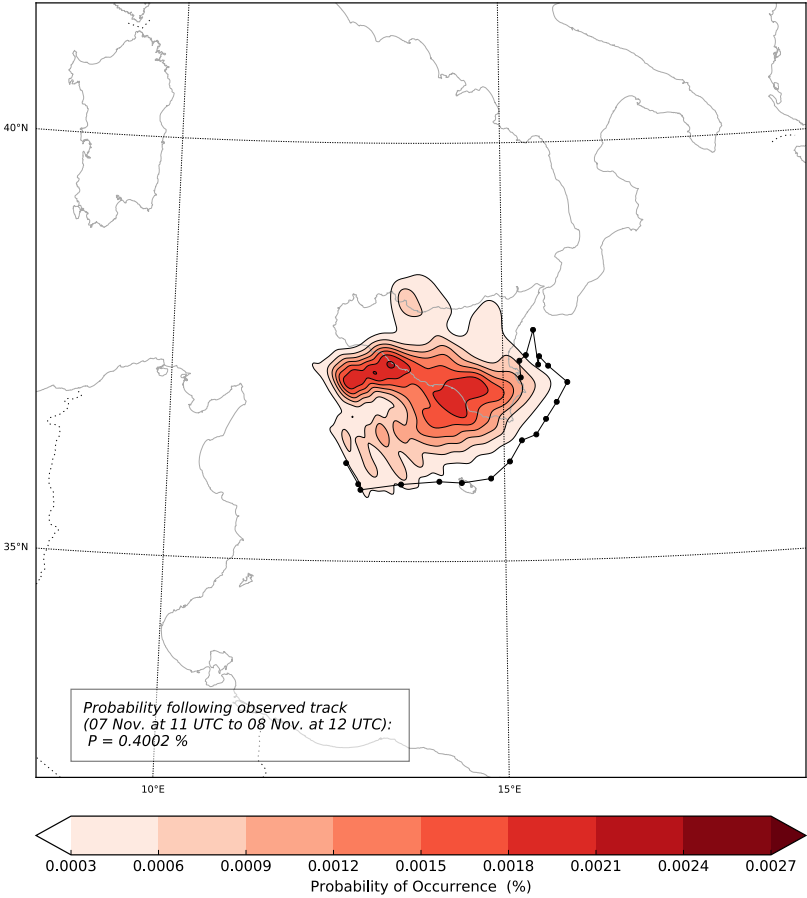 40°N
35°N
Probability following observed track
(07 Nov. at 11 UTC to 08 Nov. at 12 UTC):
P = 0.4002 %
10°E 15°E
0.0003 0.0006 0.0009 0.0012 0.0015 0.0018 0.0021 0.0024 0.0027
Probability of Occurrence (%)